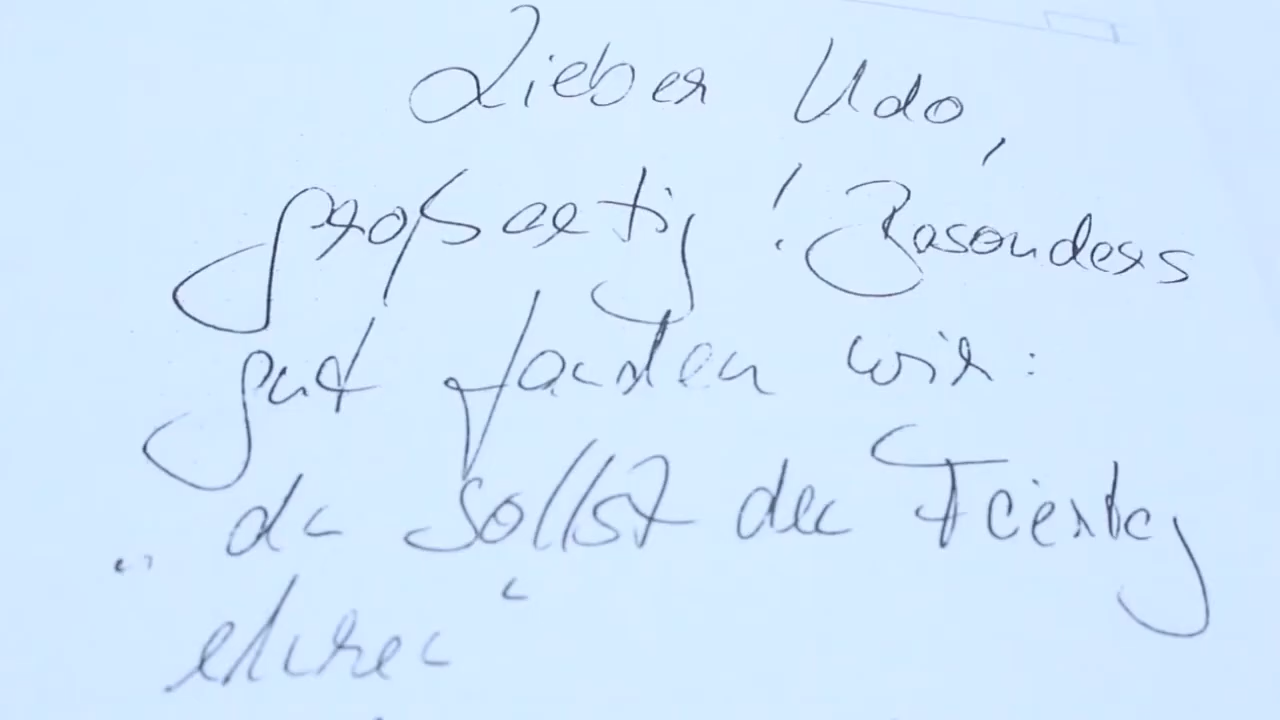 Lieber Udo,
großartig! Besonders
gut fanden wir:
„du sollst den Feiertag
ehren“